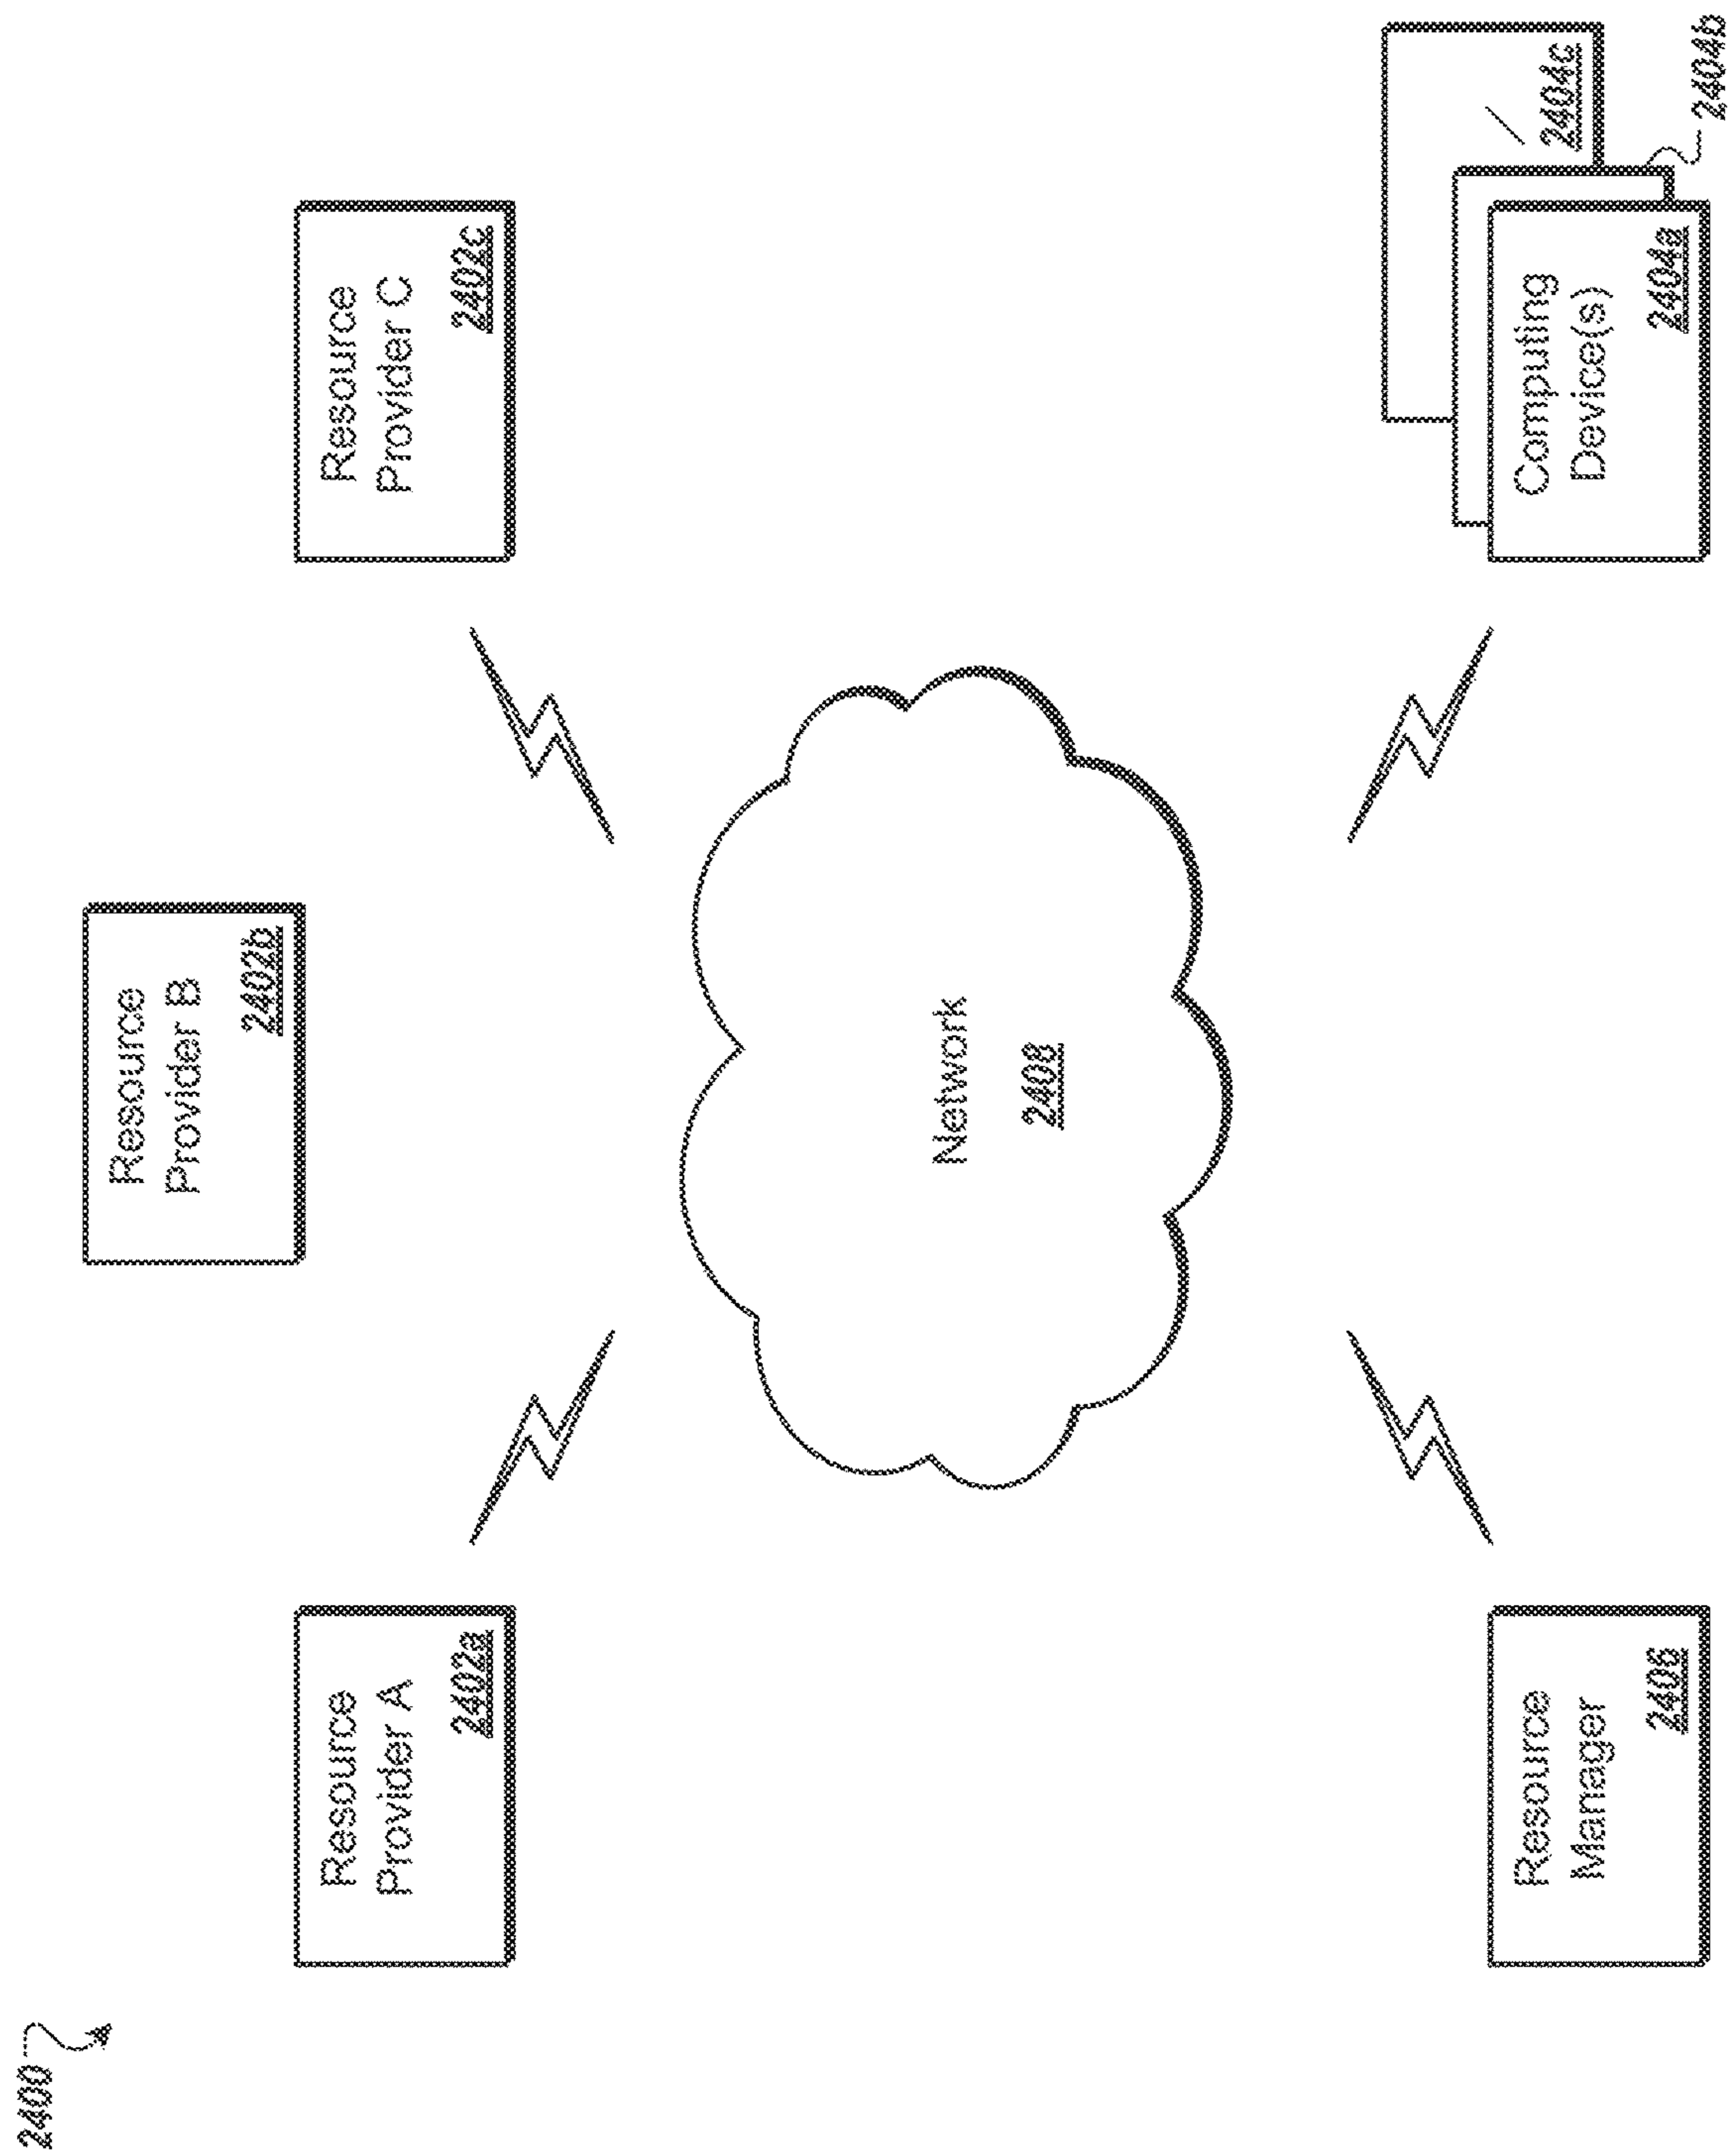 2400
Resource
Provider B
2402b
Resource
Provider A
2402a
Resource
Provider C
2402c
Network
2408
Resource
Manager
2406
Computing
Device(s)
2404a
2404c
2404b